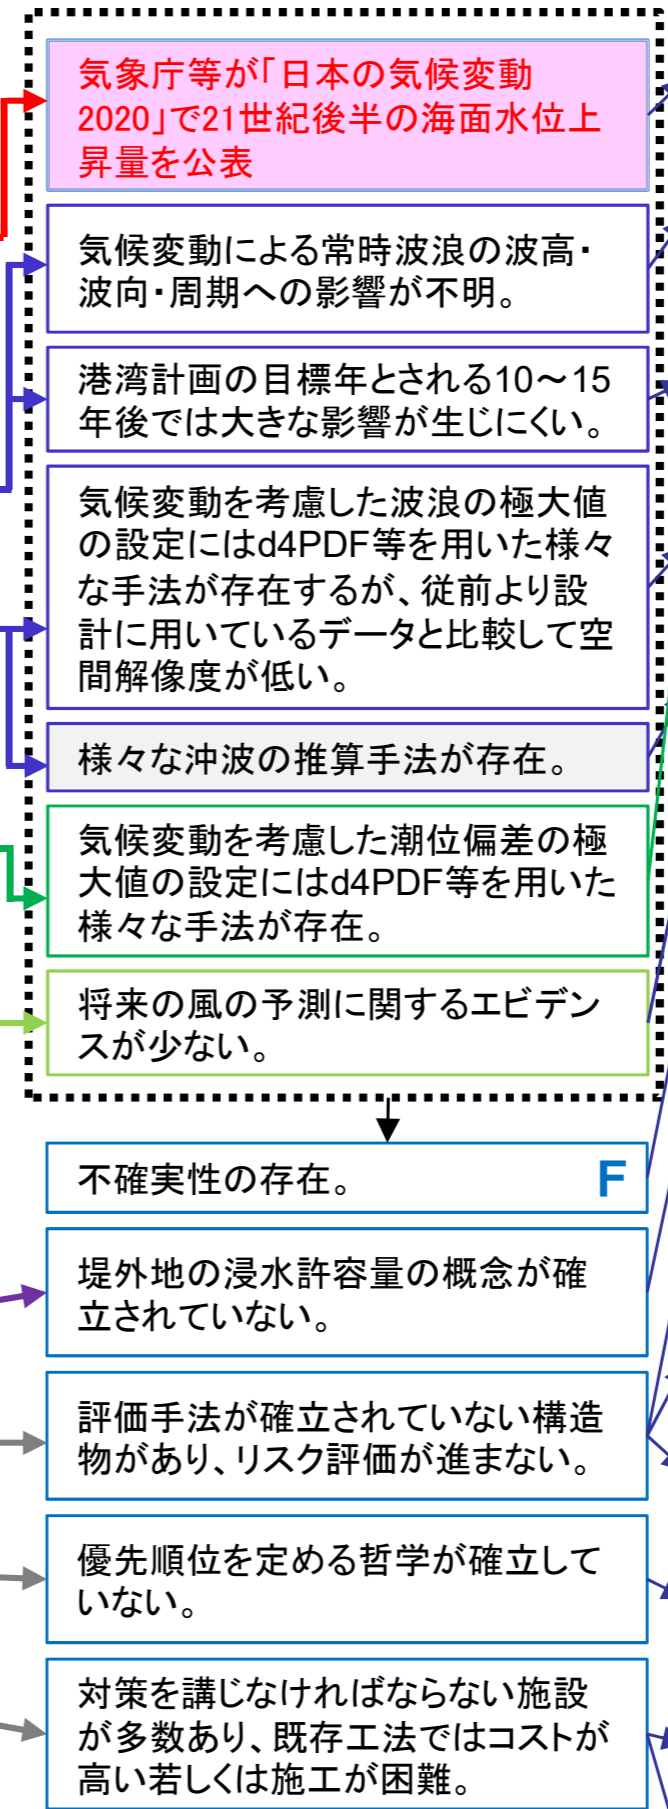 気象庁等が「日本の気候変動
2020」で21世紀後半の海面水位上
昇量を公表
気候変動による常時波浪の波高・
波向・周期への影響が不明。
港湾計画の目標年とされる10～15
年後では大きな影響が生じにくい。
気候変動を考慮した波浪の極大値
の設定にはd4PDF等を用いた様々
な手法が存在するが、従前より設
計に用いているデータと比較して空
間解像度が低い。
様々な沖波の推算手法が存在。
気候変動を考慮した潮位偏差の極
大値の設定にはd4PDF等を用いた
様々な手法が存在。
将来の風の予測に関するエビデン
スが少ない。
不確実性の存在。 F
堤外地の浸水許容量の概念が確
立されていない。
評価手法が確立されていない構造
物があり、リスク評価が進まない。
優先順位を定める哲学が確立して
いない。
対策を講じなければならない施設
が多数あり、既存工法ではコストが
高い若しくは施工が困難。